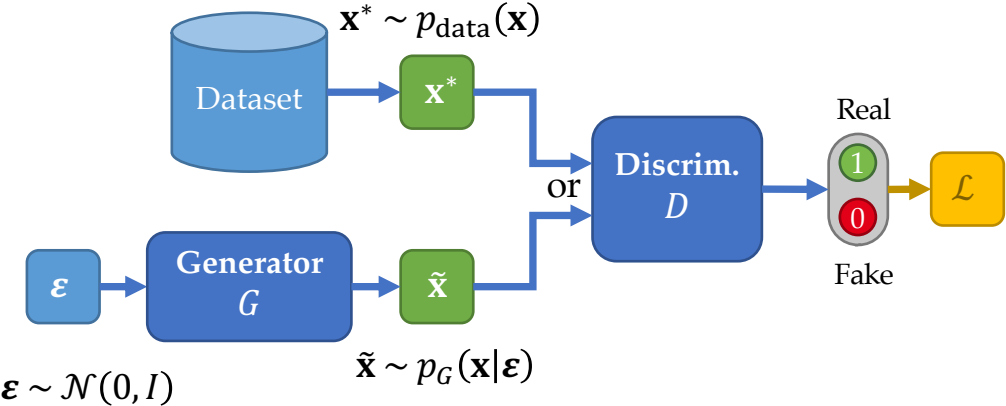 𝐱* ~ p_data(𝐱)
Dataset
𝐱*
Real
1
Discrim.
D
or
ℒ
0
Fake
Generator
G
𝛆
𝐱̃
𝐱̃ ~ p_G(𝐱|𝛆)
𝛆 ~ 𝒩(0, I)